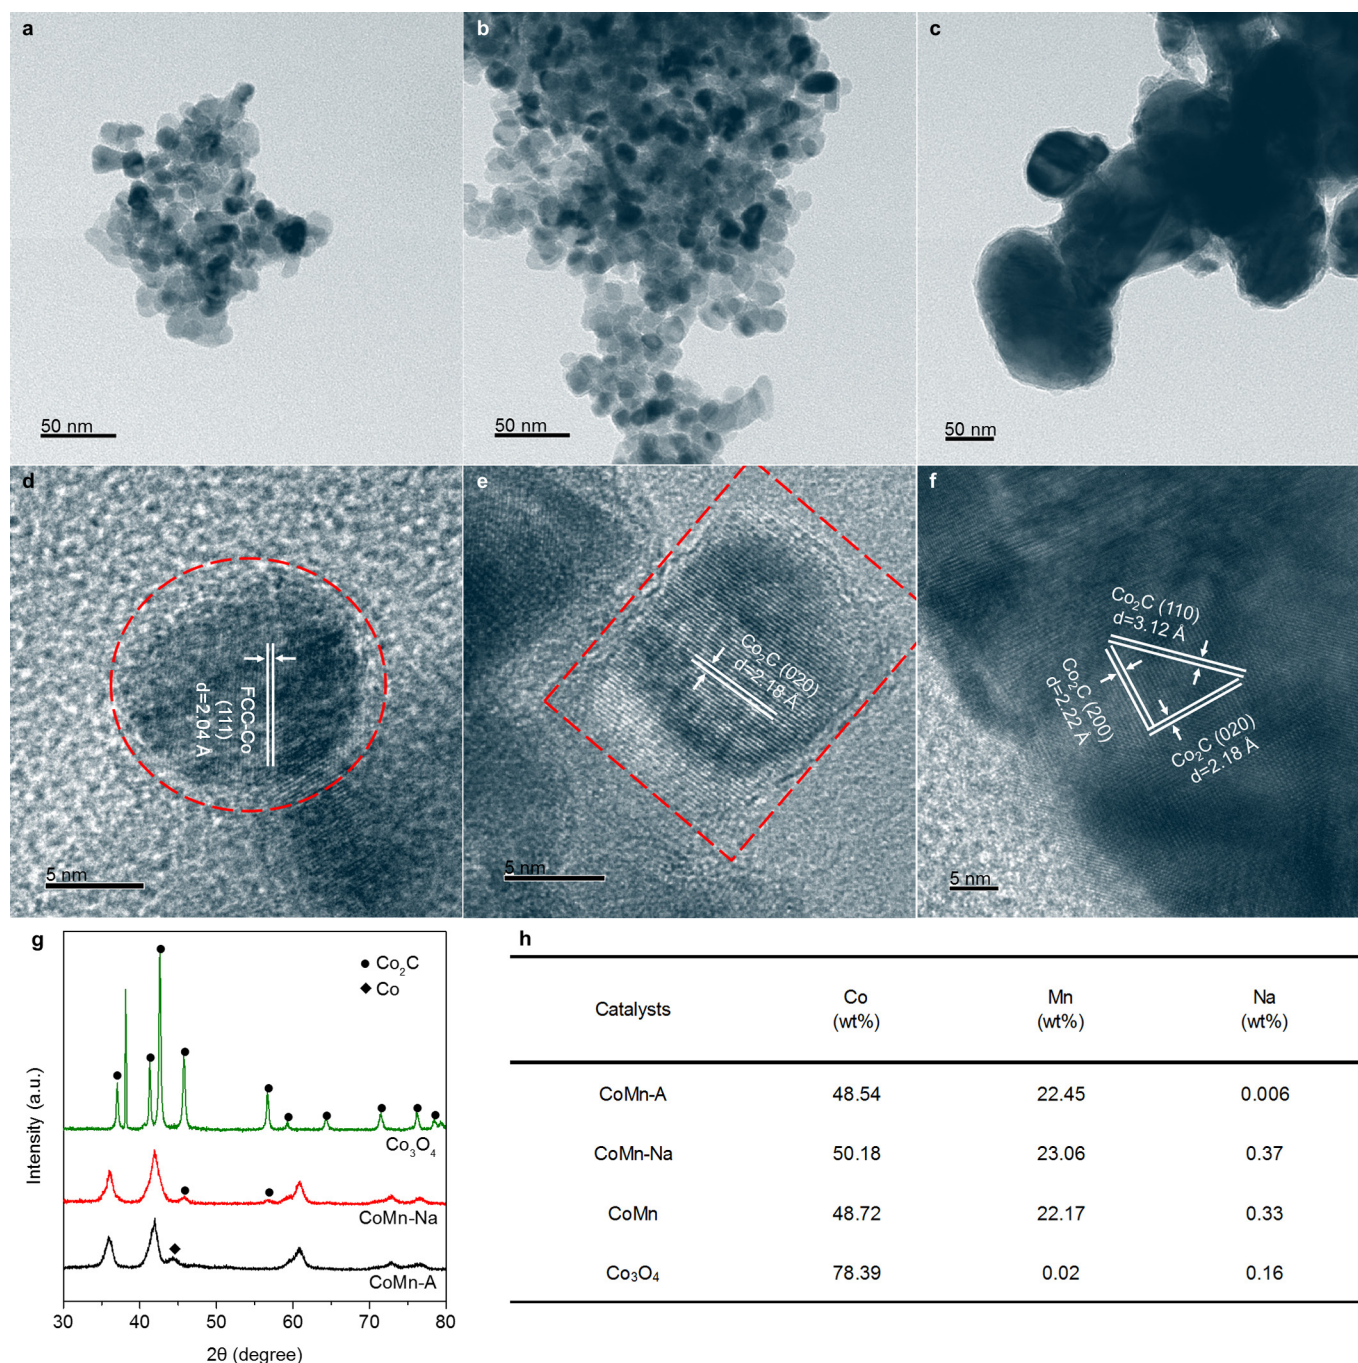 a
50 nm
b
50 nm
c
50 nm
d
FCC-Co
(111)
d=2.04 Å
5 nm
e
Co₂C (020)
d=2.18 Å
5 nm
f
Co₂C (110)
d=3.12 Å
Co₂C (200)
d=2.22 Å
Co₂C (020)
d=2.18 Å
5 nm
g
Co₂C
Co
Co₃O₄
CoMn-Na
CoMn-A
Intensity (a.u.)
30 40 50 60 70 80
2θ (degree)
h
Catalysts Co (wt%) Mn (wt%) Na (wt%)
CoMn-A 48.54 22.45 0.006
CoMn-Na 50.18 23.06 0.37
CoMn 48.72 22.17 0.33
Co₃O₄ 78.39 0.02 0.16